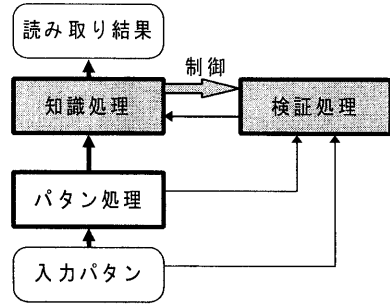 読み取り結果
制御
知識処理
検証処理
パタン処理
入力パタン